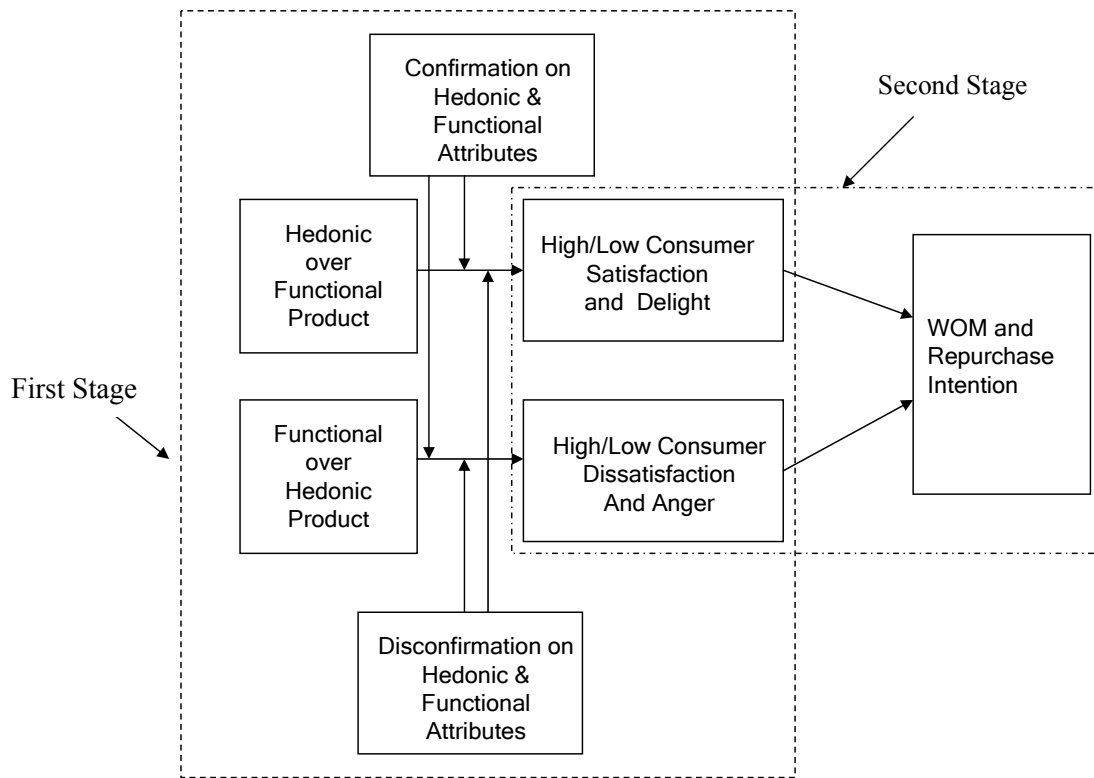 Confirmation on
Hedonic &
Functional
Attributes
Second Stage
Hedonic
over
Functional
Product
High/Low Consumer
Satisfaction
and Delight
WOM and
Repurchase
Intention
First Stage
Functional
over
Hedonic
Product
High/Low Consumer
Dissatisfaction
And Anger
Disconfirmation on
Hedonic &
Functional
Attributes